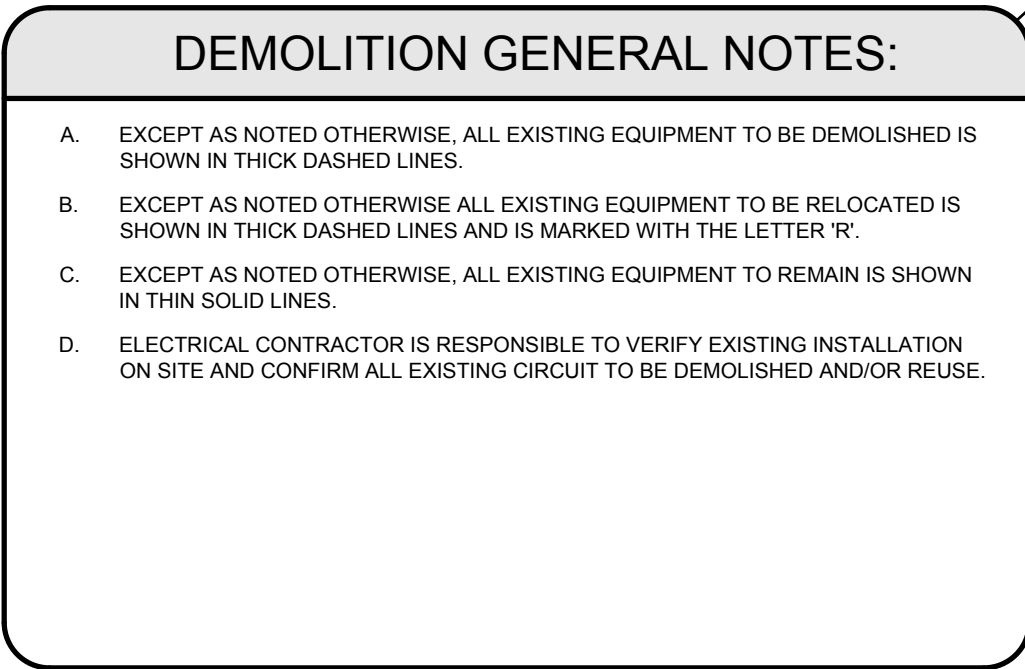 DEMOLITION GENERAL NOTES:
A. EXCEPT AS NOTED OTHERWISE, ALL EXISTING EQUIPMENT TO BE DEMOLISHED IS
SHOWN IN THICK DASHED LINES.
B. EXCEPT AS NOTED OTHERWISE ALL EXISTING EQUIPMENT TO BE RELOCATED IS
SHOWN IN THICK DASHED LINES AND IS MARKED WITH THE LETTER 'R'.
C. EXCEPT AS NOTED OTHERWISE, ALL EXISTING EQUIPMENT TO REMAIN IS SHOWN
IN THIN SOLID LINES.
D. ELECTRICAL CONTRACTOR IS RESPONSIBLE TO VERIFY EXISTING INSTALLATION
ON SITE AND CONFIRM ALL EXISTING CIRCUIT TO BE DEMOLISHED AND/OR REUSE.